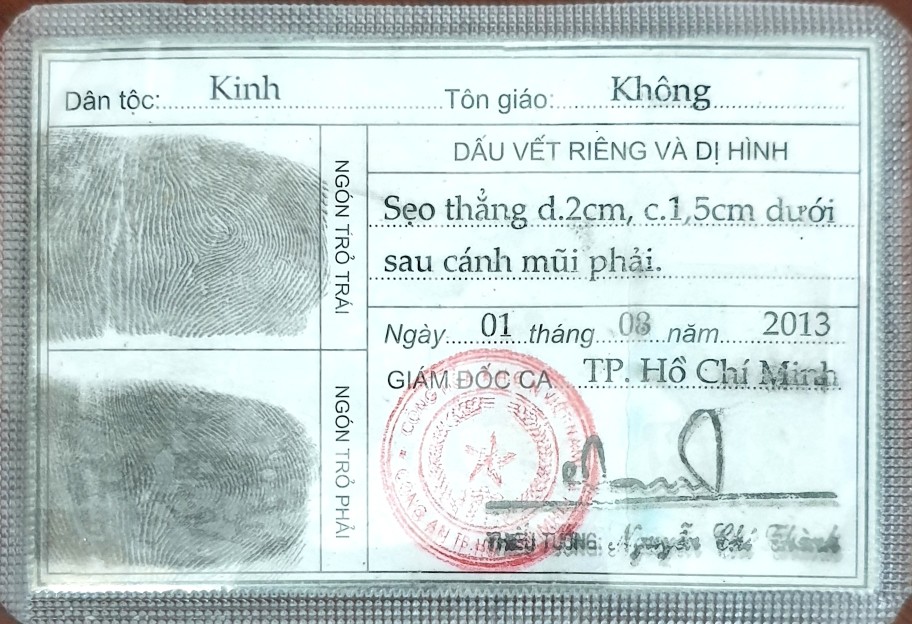 Dân tộc: Kinh Tôn giáo: Không
NGÓN TRỎ TRÁI
DẤU VẾT RIÊNG VÀ DỊ HÌNH
Sẹo thẳng d.2cm, c.1,5cm dưới
sau cánh mũi phải.
Ngày 01 tháng 08 năm 2013
NGÓN TRỎ PHẢI
GIÁM ĐỐC CA TP. Hồ Chí Minh
THIẾU TƯỚNG: Nguyễn Chí Thành